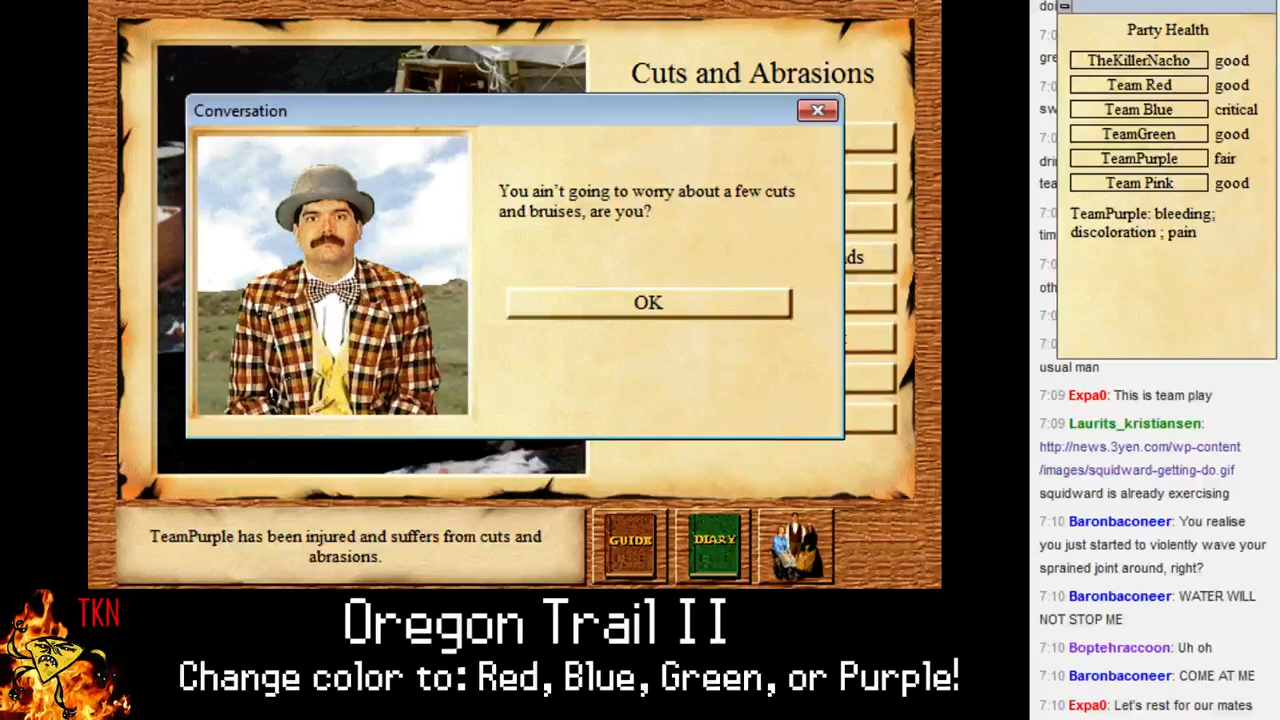 Cuts and Abrasions
Conversation
You ain't going to worry about a few cuts
and bruises, are you?
OK
TeamPurple has been injured and suffers from cuts and
abrasions.
GUIDE
DIARY
TKN
Oregon Trail II
Change color to: Red, Blue, Green, or Purple!
Party Health
TheKillerNacho good
Team Red good
Team Blue critical
TeamGreen good
TeamPurple fair
Team Pink good
TeamPurple: bleeding;
discoloration ; pain
usual man
7:09 Expa0: This is team play
7:09 Laurits_kristiansen:
http://news.3yen.com/wp-content
/images/squidward-getting-do.gif
squidward is already exercising
7:10 Baronbaconeer: You realise
you just started to violently wave your
sprained joint around, right?
7:10 Baronbaconeer: WATER WILL
NOT STOP ME
7:10 Boptehraccoon: Uh oh
7:10 Baronbaconeer: COME AT ME
7:10 Expa0: Let's rest for our mates